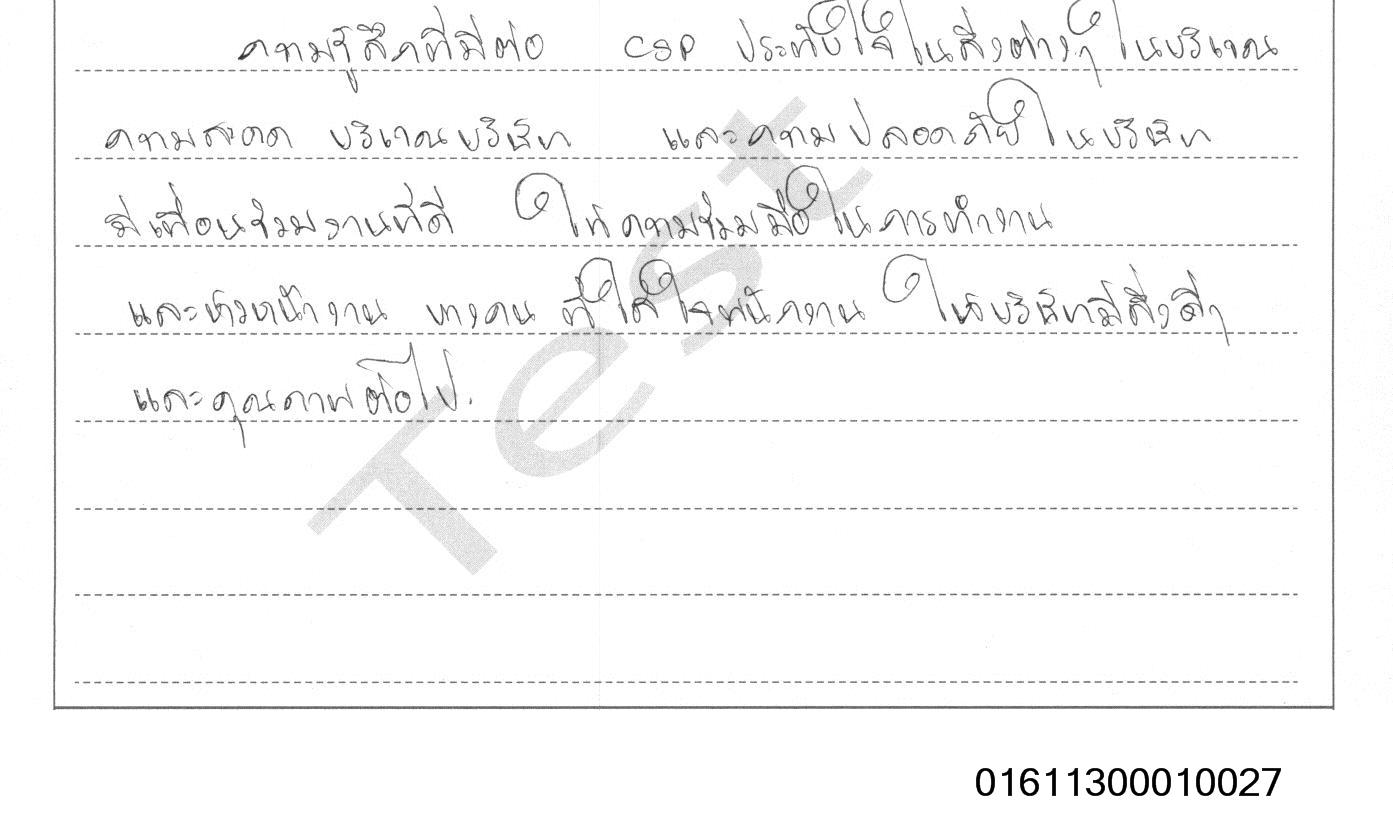 ความรู้สึกที่มีต่อ CSP ประทับใจในสิ่งต่างๆ ในบริเวณ
ความสะอาด บริเวณบริษัท และความปลอดภัยในบริษัท
มีเพื่อนร่วมงานที่ดี ให้ความร่วมมือในการทำงาน
และหัวหน้างาน บางคน ที่ใส่ใจพนักงาน ให้บริษัทมีสิ่งดีๆ
และคุณภาพต่อไป.
Test
01611300010027